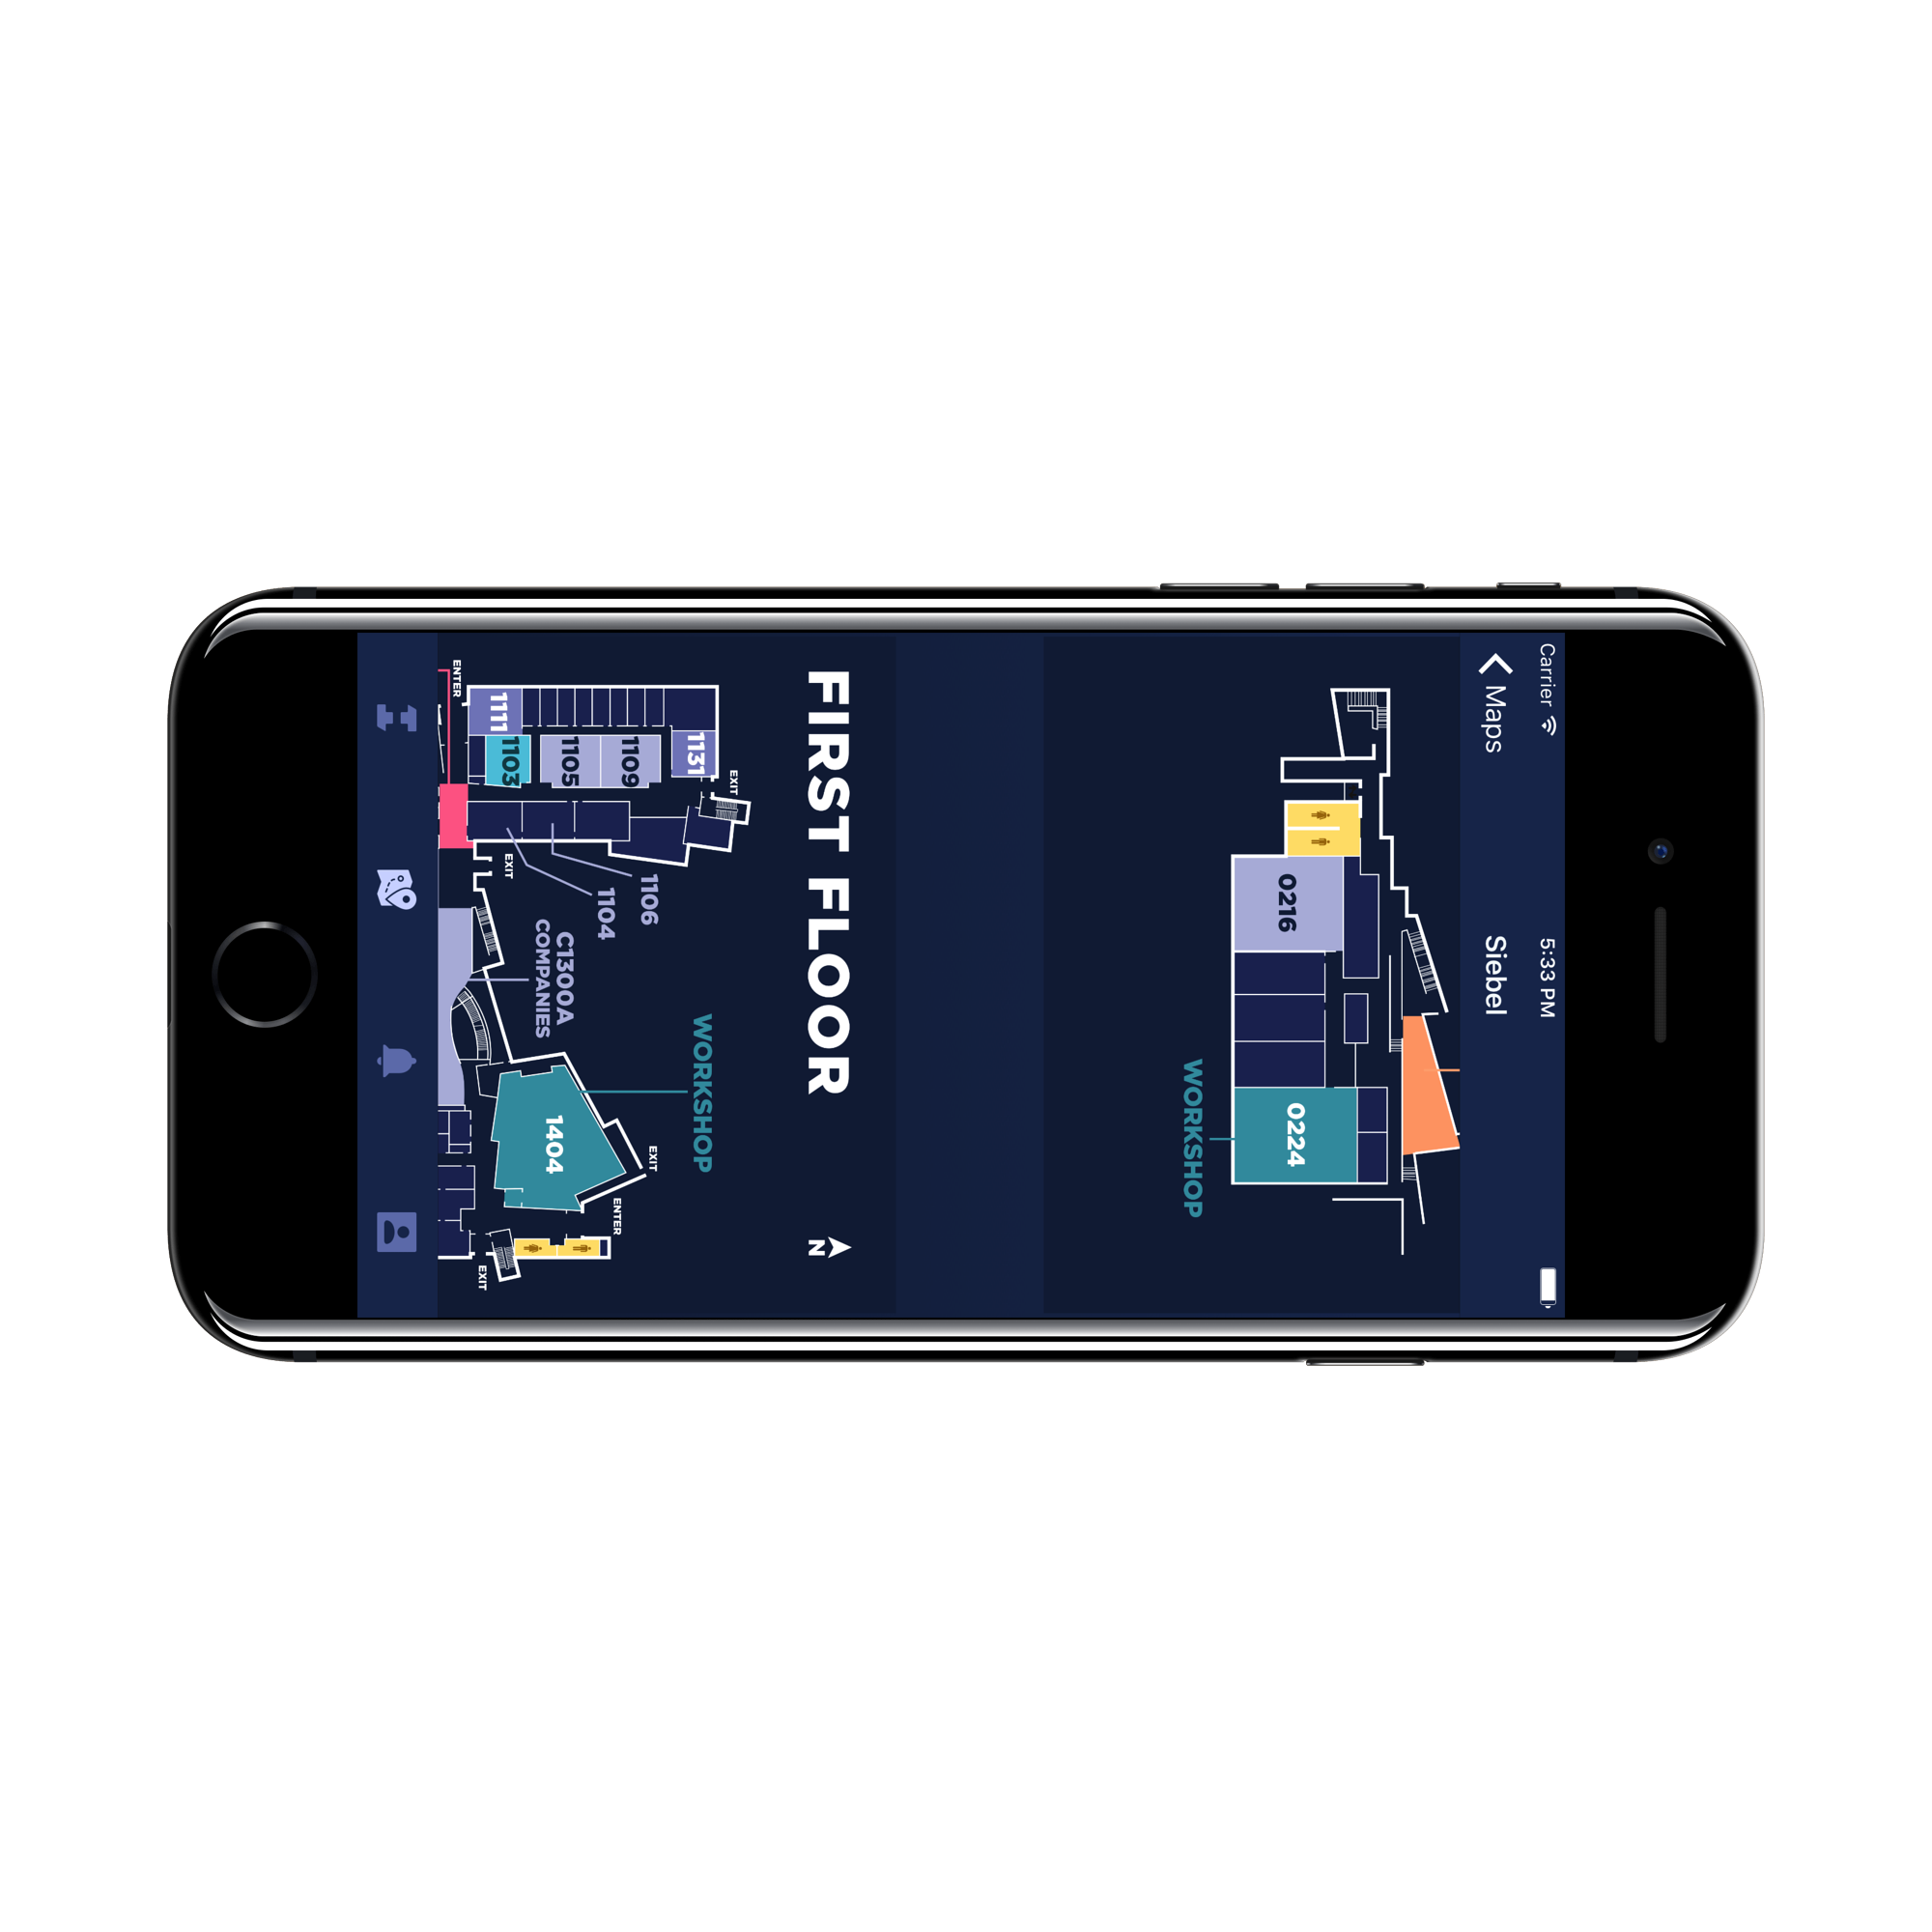 Carrier
5:33 PM
Maps
Siebel
0216
0224
WORKSHOP
FIRST FLOOR
N
EXIT
1131
1109
1105
1103
1111
ENTER
1106
1104
EXIT
C1300A
COMPANIES
WORKSHOP
1404
EXIT
ENTER
EXIT